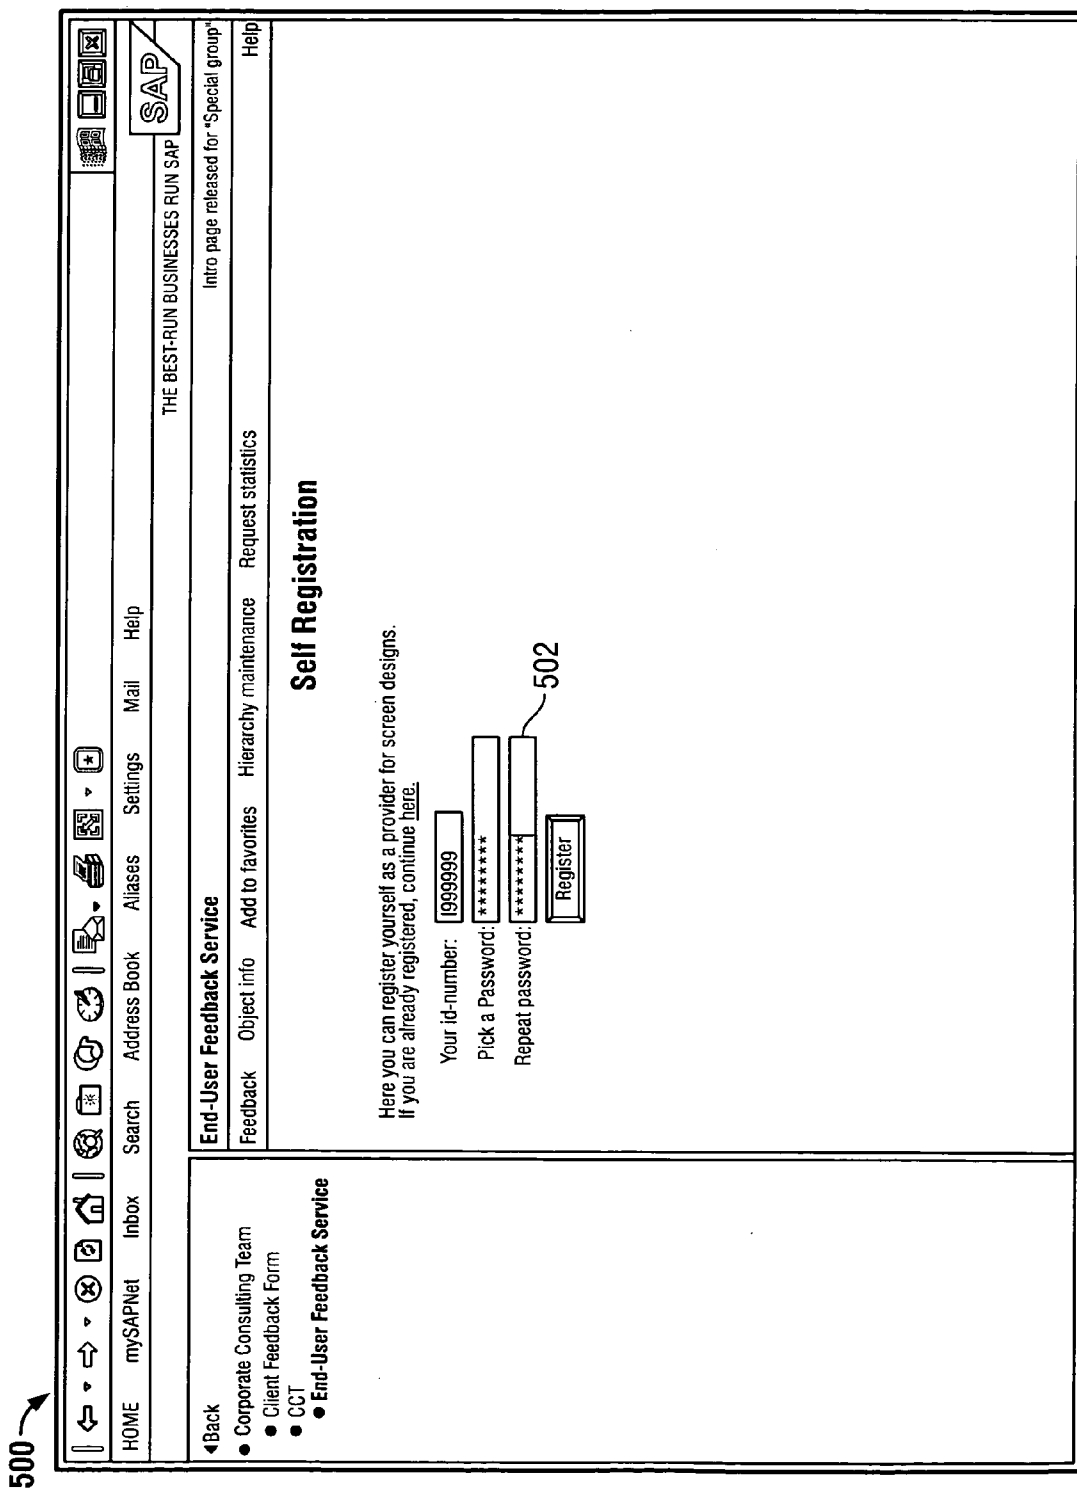 500
HOME mySAPNet Inbox Search Address Book Aliases Settings Mail Help
SAP
THE BEST-RUN BUSINESSES RUN SAP
◀Back
● Corporate Consulting Team
● Client Feedback Form
● CCT
● End-User Feedback Service
End-User Feedback Service Intro page released for "Special group"
Feedback Object info Add to favorites Hierarchy maintenance Request statistics Help
Self Registration
Here you can register yourself as a provider for screen designs.
If you are already registered, continue here.
Your id-number: I999999
Pick a Password: ********
Repeat password: ********
502
Register